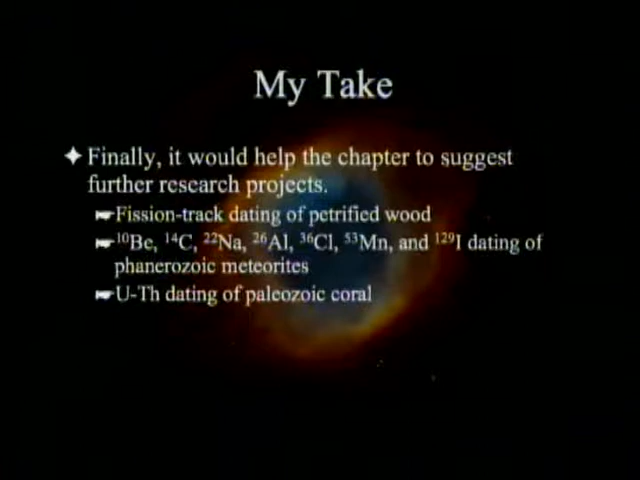 My Take
Finally, it would help the chapter to suggest
further research projects.
Fission-track dating of petrified wood
¹⁰Be, ¹⁴C, ²²Na, ²⁶Al, ³⁶Cl, ⁵³Mn, and ¹²⁹I dating of
phanerozoic meteorites
U-Th dating of paleozoic coral